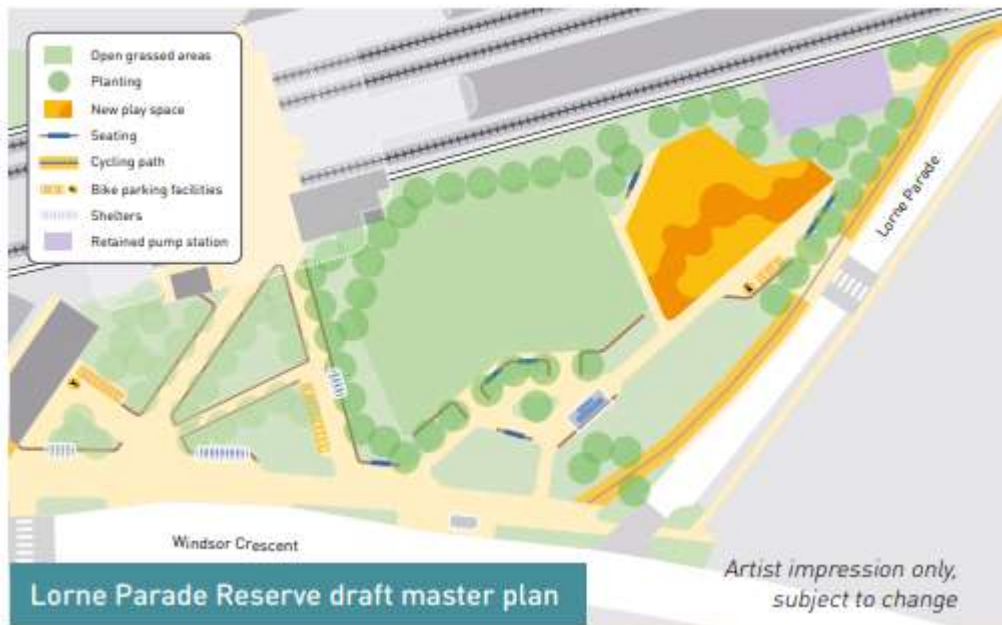 Open grassed areas
Planting
New play space
Seating
Cycling path
Bike parking facilities
Shelters
Retained pump station
Lorne Parade
Windsor Crescent
Lorne Parade Reserve draft master plan
Artist impression only,
subject to change